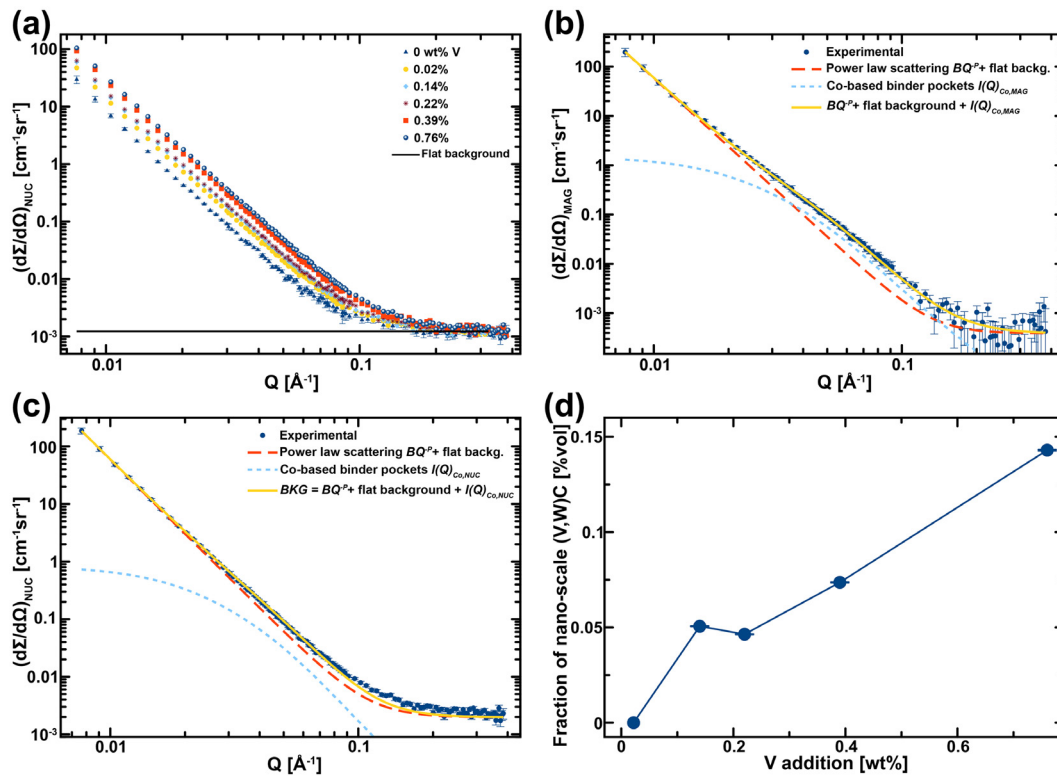 (a)
(dΣ/dΩ)NUC [cm⁻¹sr⁻¹]
100
10
1
0.1
0.01
10⁻³
0.01
0.1
Q [Å⁻¹]
0 wt% V
0.02%
0.14%
0.22%
0.39%
0.76%
Flat background
(b)
(dΣ/dΩ)MAG [cm⁻¹sr⁻¹]
100
10
1
0.1
0.01
10⁻³
0.01
0.1
Q [Å⁻¹]
Experimental
Power law scattering BQ⁻ᴾ+ flat backg.
Co-based binder pockets I(Q)Co,MAG
BQ⁻ᴾ+ flat background + I(Q)Co,MAG
(c)
(dΣ/dΩ)NUC [cm⁻¹sr⁻¹]
100
10
1
0.1
0.01
10⁻³
0.01
0.1
Q [Å⁻¹]
Experimental
Power law scattering BQ⁻ᴾ+ flat backg.
Co-based binder pockets I(Q)Co,NUC
BKG = BQ⁻ᴾ+ flat background + I(Q)Co,NUC
(d)
Fraction of nano-scale (V,W)C [%vol]
0.15
0.1
0.05
0
0
0.2
0.4
0.6
V addition [wt%]